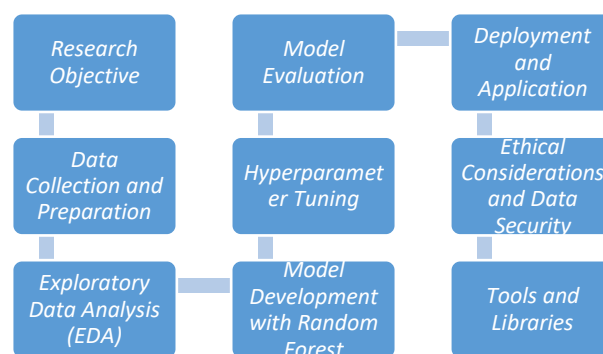 Research
Objective
Data
Collection and
Preparation
Exploratory
Data Analysis
(EDA)
Model
Development
with Random
Forest
Hyperparamet
er Tuning
Model
Evaluation
Deployment
and
Application
Ethical
Considerations
and Data
Security
Tools and
Libraries